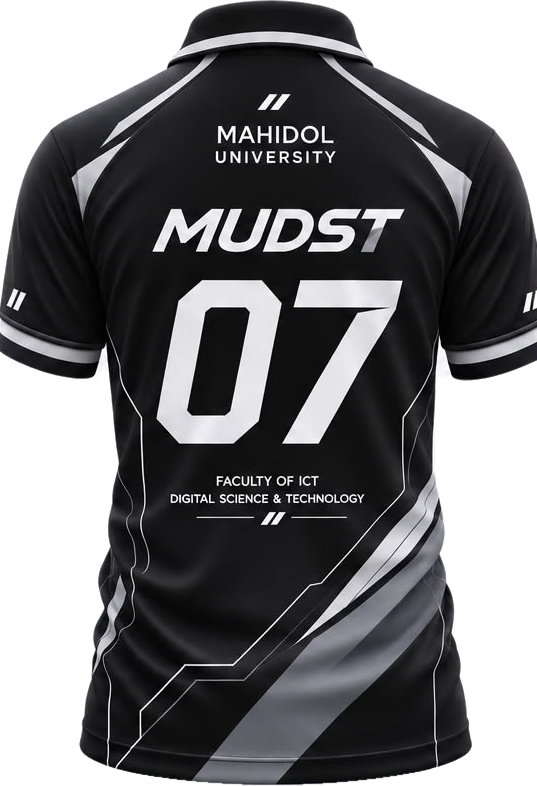 MAHIDOL
UNIVERSITY
MUDST
07
FACULTY OF ICT
DIGITAL SCIENCE & TECHNOLOGY